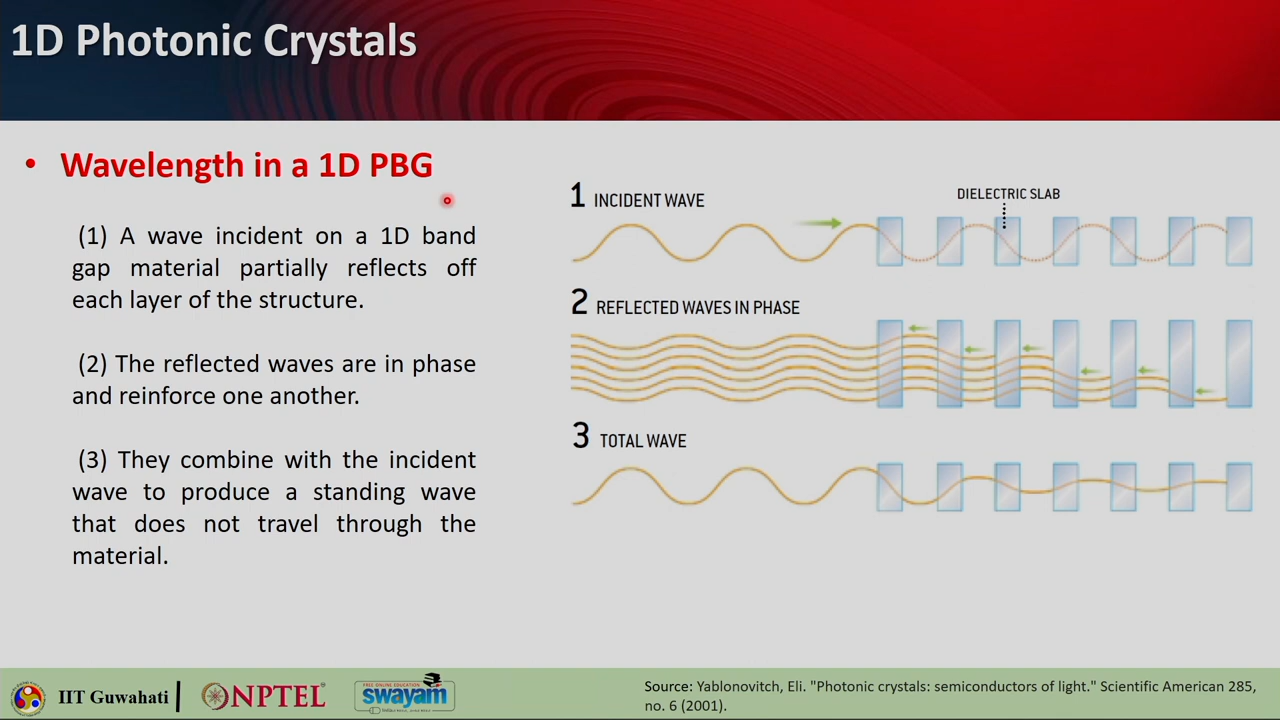 1D Photonic Crystals
• Wavelength in a 1D PBG
(1) A wave incident on a 1D band
gap material partially reflects off
each layer of the structure.
(2) The reflected waves are in phase
and reinforce one another.
(3) They combine with the incident
wave to produce a standing wave
that does not travel through the
material.
1 INCIDENT WAVE
DIELECTRIC SLAB
2 REFLECTED WAVES IN PHASE
3 TOTAL WAVE
IIT Guwahati
NPTEL
FREE ONLINE EDUCATION
swayam
Source: Yablonovitch, Eli. "Photonic crystals: semiconductors of light." Scientific American 285,
no. 6 (2001).